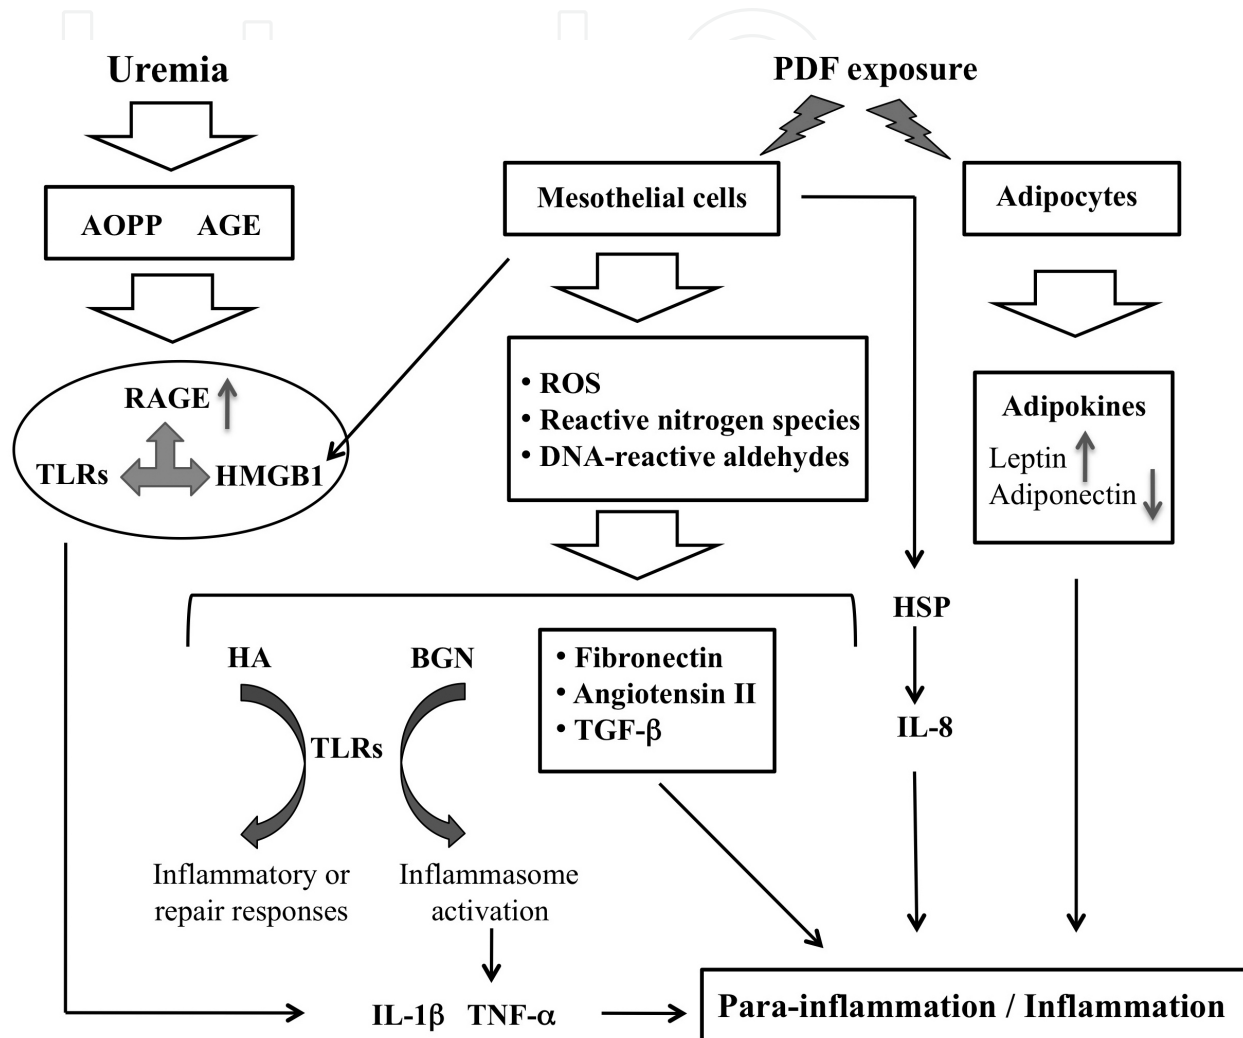 Uremia
PDF exposure
AOPP AGE
Mesothelial cells
Adipocytes
RAGE
TLRs
HMGB1
• ROS
• Reactive nitrogen species
• DNA-reactive aldehydes
Adipokines
Leptin
Adiponectin
HSP
IL-8
HA
BGN
TLRs
• Fibronectin
• Angiotensin II
• TGF-β
Inflammatory or
repair responses
Inflammasome
activation
IL-1β TNF-α
Para-inflammation / Inflammation